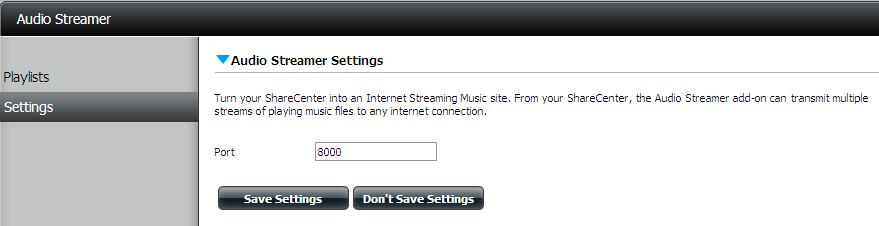 Audio Streamer
Playlists
Settings
Audio Streamer Settings
Turn your ShareCenter into an Internet Streaming Music site. From your ShareCenter, the Audio Streamer add-on can transmit multiple
streams of playing music files to any internet connection.
Port 8000
Save Settings Don't Save Settings